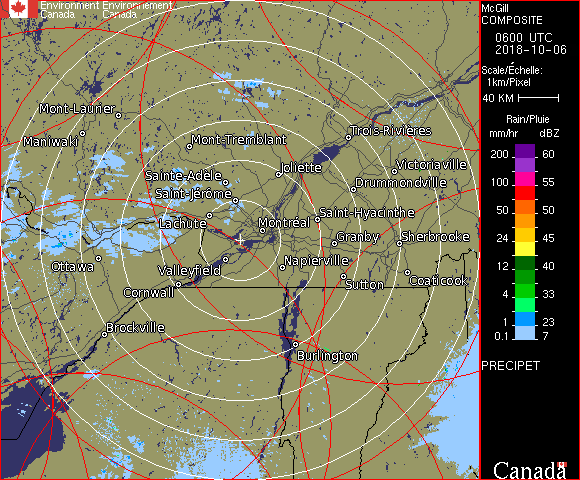 Environment Environnement
Canada Canada
McGill
COMPOSITE
0600 UTC
2018-10-06
Scale/Échelle:
1km/Pixel
40 KM
Rain/Pluie
mm/hr dBZ
200 60
100 55
50 50
24 45
12 40
4 33
1 23
0.1 7
PRECIPET
Canada
Mont-Laurier
Maniwaki
Mont-Tremblant
Trois-Rivières
Joliette
Victoriaville
Sainte-Adèle
Drummondville
Saint-Jérôme
Saint-Hyacinthe
Lachute
Montréal
Granby
Sherbrooke
Ottawa
Valleyfield
Napierville
Cornwall
Sutton
Coaticook
Brockville
Burlington